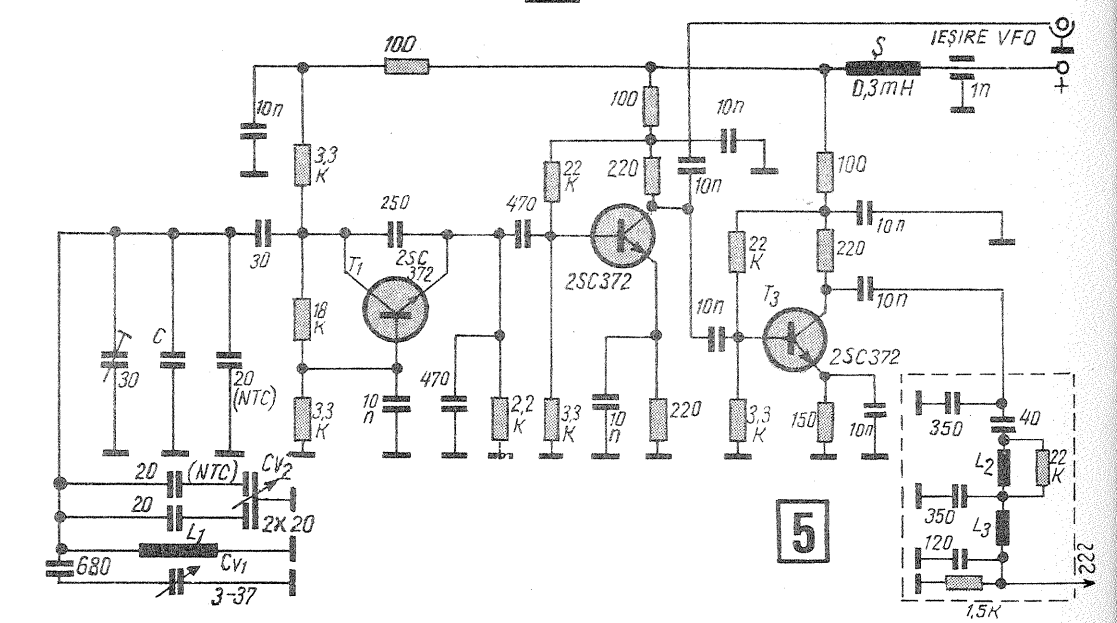 100
Ş
IEŞIRE VFO
0,3mH
1n
+
10n
3,3
K
100
10n
22
K
220
10n
100
250
470
30
T1
2SC
372
2SC372
22
K
10n
220
10n
10n
T3
2SC372
18
K
C
30
20
(NTC)
3,3
K
10
n
470
2,2
K
3,3
K
10
n
220
3,3
K
150
10n
350
40
L2
22
K
350
L3
120
1,5K
222
20
(NTC)
CV2
20
2X20
L1
680
CV1
3-37
5